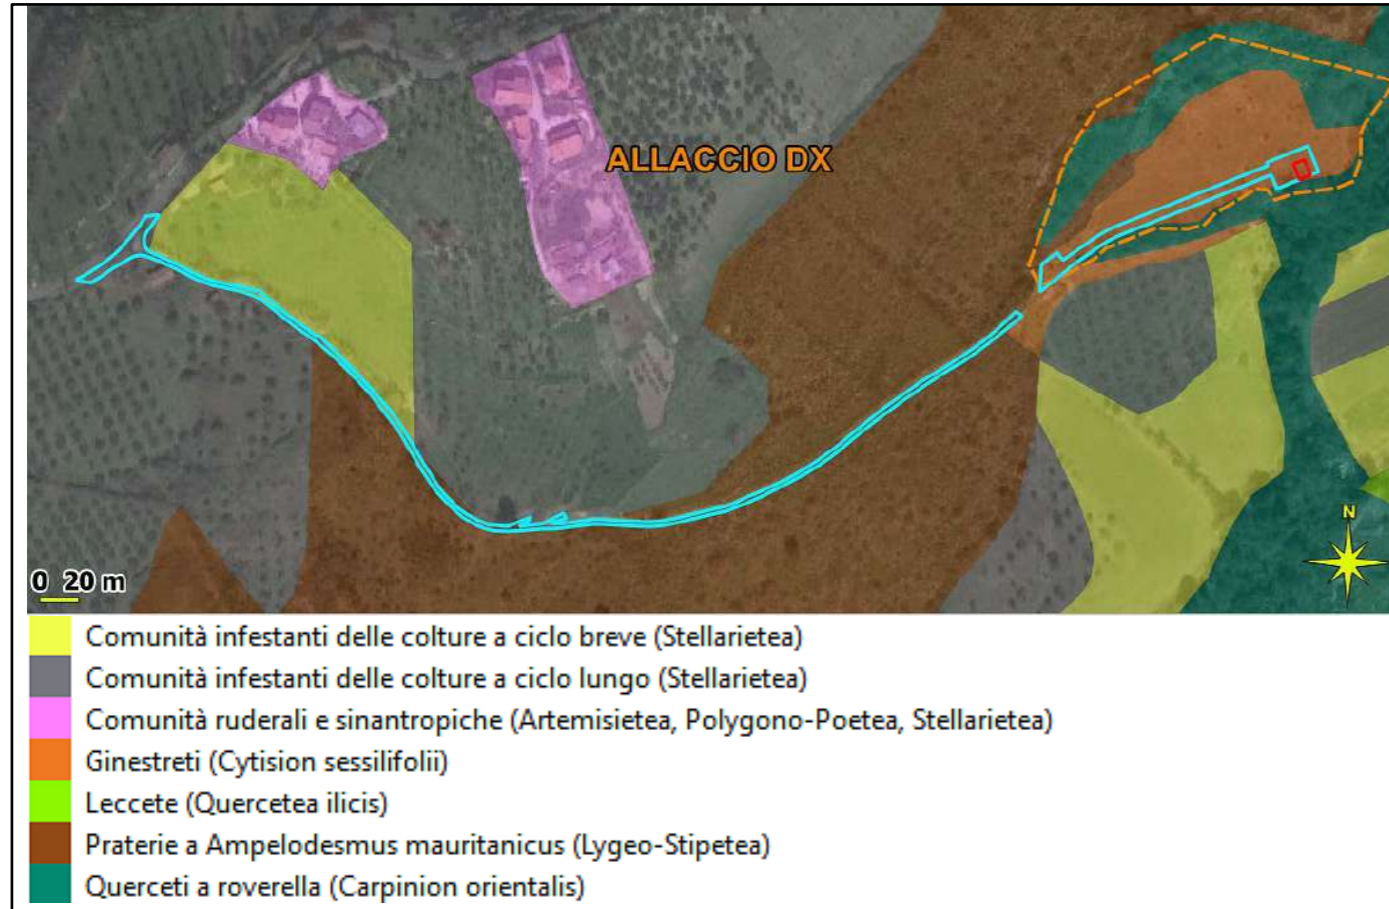 ALLACCIO DX
N
0 20 m
Comunità infestanti delle colture a ciclo breve (Stellarietea)
Comunità infestanti delle colture a ciclo lungo (Stellarietea)
Comunità ruderali e sinantropiche (Artemisietea, Polygono-Poetea, Stellarietea)
Ginestreti (Cytision sessilifolii)
Leccete (Quercetea ilicis)
Praterie a Ampelodesmus mauritanicus (Lygeo-Stipetea)
Querceti a roverella (Carpinion orientalis)